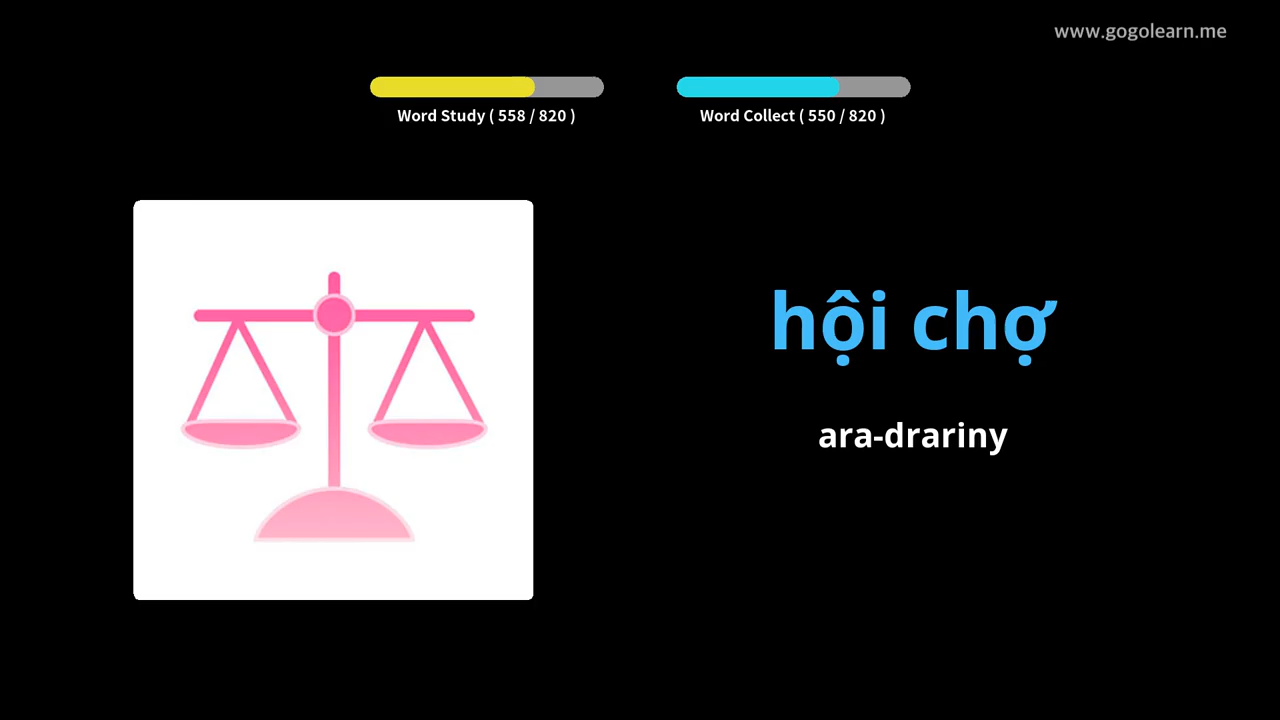 www.gogolearn.me
Word Study ( 558 / 820 )
Word Collect ( 550 / 820 )
hội chợ
ara-drariny